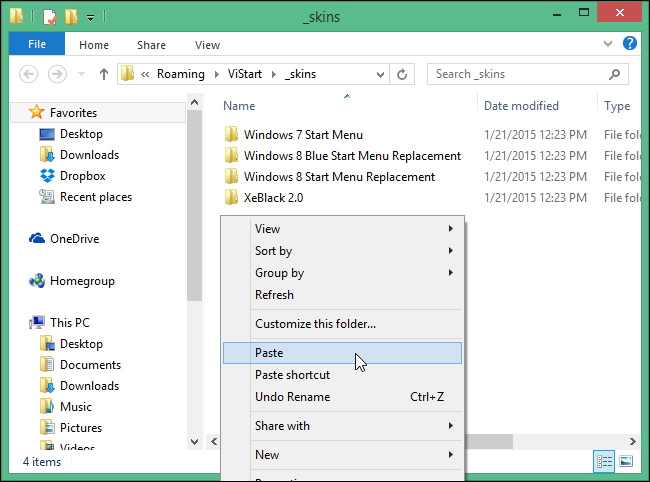 _skins
File Home Share View
« Roaming ▸ ViStart ▸ _skins
Search _skins
Name Date modified Type
Favorites
Desktop
Downloads
Dropbox
Recent places
OneDrive
Homegroup
This PC
Desktop
Documents
Downloads
Music
Pictures
Videos
Windows 7 Start Menu 1/21/2015 12:23 PM File fol
Windows 8 Blue Start Menu Replacement 1/21/2015 12:23 PM File fol
Windows 8 Start Menu Replacement 1/21/2015 12:23 PM File fol
XeBlack 2.0 1/21/2015 12:23 PM File fol
View
Sort by
Group by
Refresh
Customize this folder...
Paste
Paste shortcut
Undo Rename Ctrl+Z
Share with
New
4 items